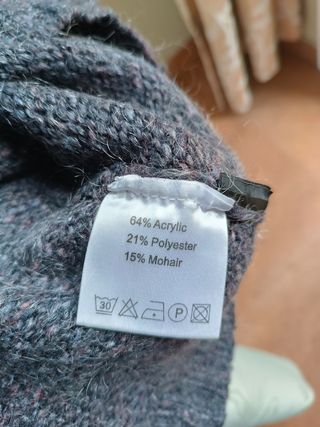 64% Acrylic
21% Polyester
15% Mohair
30 P